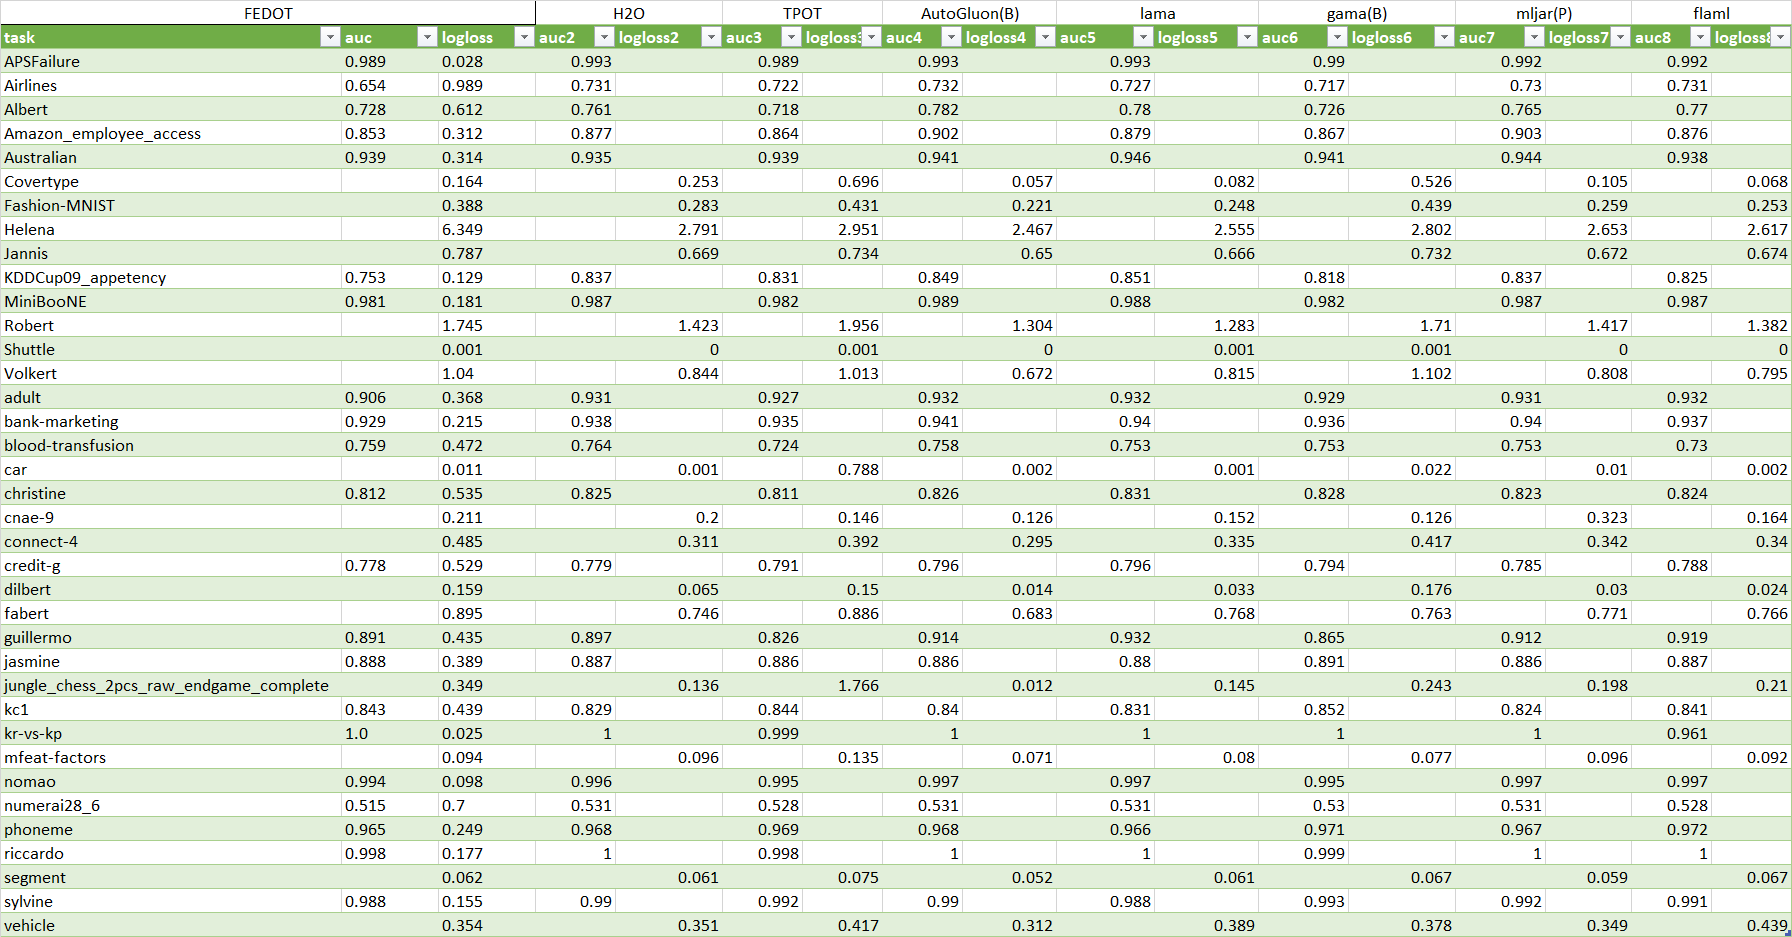 FEDOT H2O TPOT AutoGluon(B) lama gama(B) mljar(P) flaml
task auc logloss auc2 logloss2 auc3 logloss3 auc4 logloss4 auc5 logloss5 auc6 logloss6 auc7 logloss7 auc8 logloss8
APSFailure 0.989 0.028 0.993 0.989 0.993 0.993 0.99 0.992 0.992
Airlines 0.654 0.989 0.731 0.722 0.732 0.727 0.717 0.73 0.731
Albert 0.728 0.612 0.761 0.718 0.782 0.78 0.726 0.765 0.77
Amazon_employee_access 0.853 0.312 0.877 0.864 0.902 0.879 0.867 0.903 0.876
Australian 0.939 0.314 0.935 0.939 0.941 0.946 0.941 0.944 0.938
Covertype 0.164 0.253 0.696 0.057 0.082 0.526 0.105 0.068
Fashion-MNIST 0.388 0.283 0.431 0.221 0.248 0.439 0.259 0.253
Helena 6.349 2.791 2.951 2.467 2.555 2.802 2.653 2.617
Jannis 0.787 0.669 0.734 0.65 0.666 0.732 0.672 0.674
KDDCup09_appetency 0.753 0.129 0.837 0.831 0.849 0.851 0.818 0.837 0.825
MiniBooNE 0.981 0.181 0.987 0.982 0.989 0.988 0.982 0.987 0.987
Robert 1.745 1.423 1.956 1.304 1.283 1.71 1.417 1.382
Shuttle 0.001 0 0.001 0 0.001 0.001 0 0
Volkert 1.04 0.844 1.013 0.672 0.815 1.102 0.808 0.795
adult 0.906 0.368 0.931 0.927 0.932 0.932 0.929 0.931 0.932
bank-marketing 0.929 0.215 0.938 0.935 0.941 0.94 0.936 0.94 0.937
blood-transfusion 0.759 0.472 0.764 0.724 0.758 0.753 0.753 0.753 0.73
car 0.011 0.001 0.788 0.002 0.001 0.022 0.01 0.002
christine 0.812 0.535 0.825 0.811 0.826 0.831 0.828 0.823 0.824
cnae-9 0.211 0.2 0.146 0.126 0.152 0.126 0.323 0.164
connect-4 0.485 0.311 0.392 0.295 0.335 0.417 0.342 0.34
credit-g 0.778 0.529 0.779 0.791 0.796 0.796 0.794 0.785 0.788
dilbert 0.159 0.065 0.15 0.014 0.033 0.176 0.03 0.024
fabert 0.895 0.746 0.886 0.683 0.768 0.763 0.771 0.766
guillermo 0.891 0.435 0.897 0.826 0.914 0.932 0.865 0.912 0.919
jasmine 0.888 0.389 0.887 0.886 0.886 0.88 0.891 0.886 0.887
jungle_chess_2pcs_raw_endgame_complete 0.349 0.136 1.766 0.012 0.145 0.243 0.198 0.21
kc1 0.843 0.439 0.829 0.844 0.84 0.831 0.852 0.824 0.841
kr-vs-kp 1.0 0.025 1 0.999 1 1 1 1 0.961
mfeat-factors 0.094 0.096 0.135 0.071 0.08 0.077 0.096 0.092
nomao 0.994 0.098 0.996 0.995 0.997 0.997 0.995 0.997 0.997
numerai28_6 0.515 0.7 0.531 0.528 0.531 0.531 0.53 0.531 0.528
phoneme 0.965 0.249 0.968 0.969 0.968 0.966 0.971 0.967 0.972
riccardo 0.998 0.177 1 0.998 1 1 0.999 1 1
segment 0.062 0.061 0.075 0.052 0.061 0.067 0.059 0.067
sylvine 0.988 0.155 0.99 0.992 0.99 0.988 0.993 0.992 0.991
vehicle 0.354 0.351 0.417 0.312 0.389 0.378 0.349 0.439